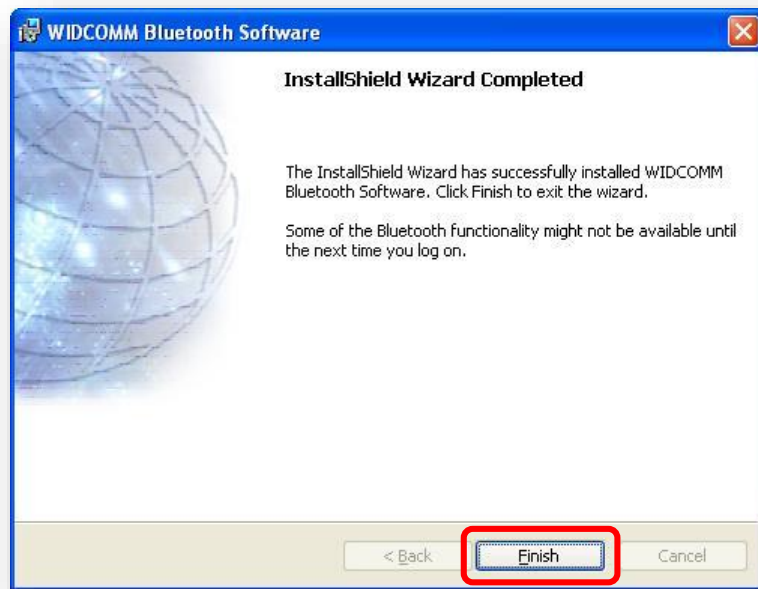 WIDCOMM Bluetooth Software
InstallShield Wizard Completed
The InstallShield Wizard has successfully installed WIDCOMM
Bluetooth Software. Click Finish to exit the wizard.
Some of the Bluetooth functionality might not be available until
the next time you log on.
< Back Finish Cancel